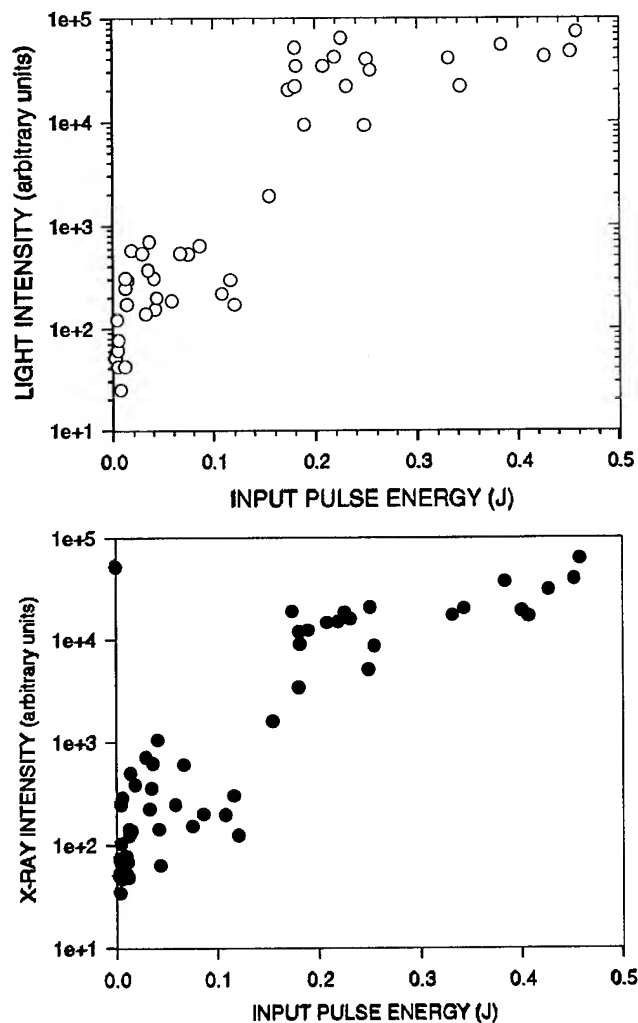 1e+5
1e+4
1e+3
1e+2
1e+1
LIGHT INTENSITY (arbitrary units)
0.0 0.1 0.2 0.3 0.4 0.5
INPUT PULSE ENERGY (J)
1e+5
1e+4
1e+3
1e+2
1e+1
X-RAY INTENSITY (arbitrary units)
0.0 0.1 0.2 0.3 0.4 0.5
INPUT PULSE ENERGY (J)